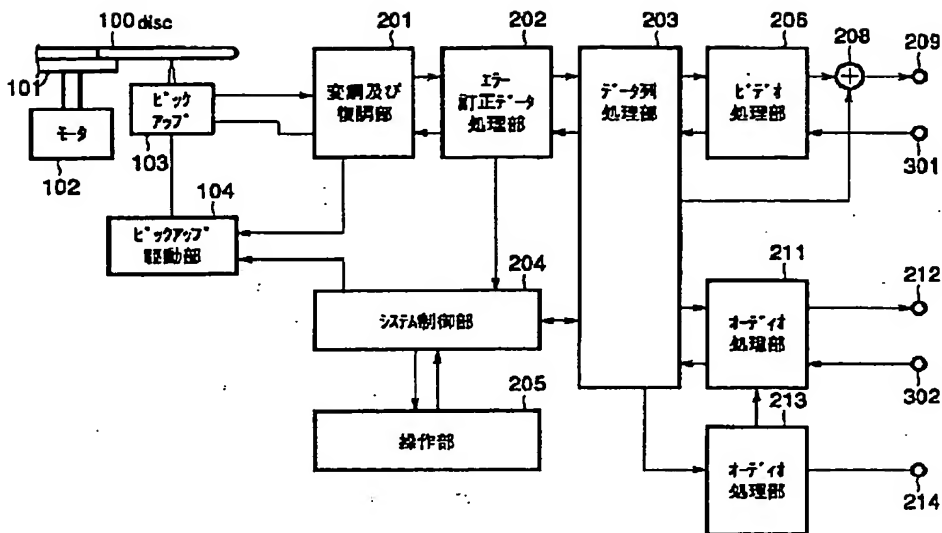 100 disc
201
202
203
206
208
209
101
ピック
アップ
変調及び
復調部
エラー
訂正データ
処理部
データ列
処理部
ビデオ
処理部
モータ
103
301
102
104
ピックアップ
駆動部
204
211
212
システム制御部
オーディオ
処理部
205
302
213
操作部
オーディオ
処理部
214